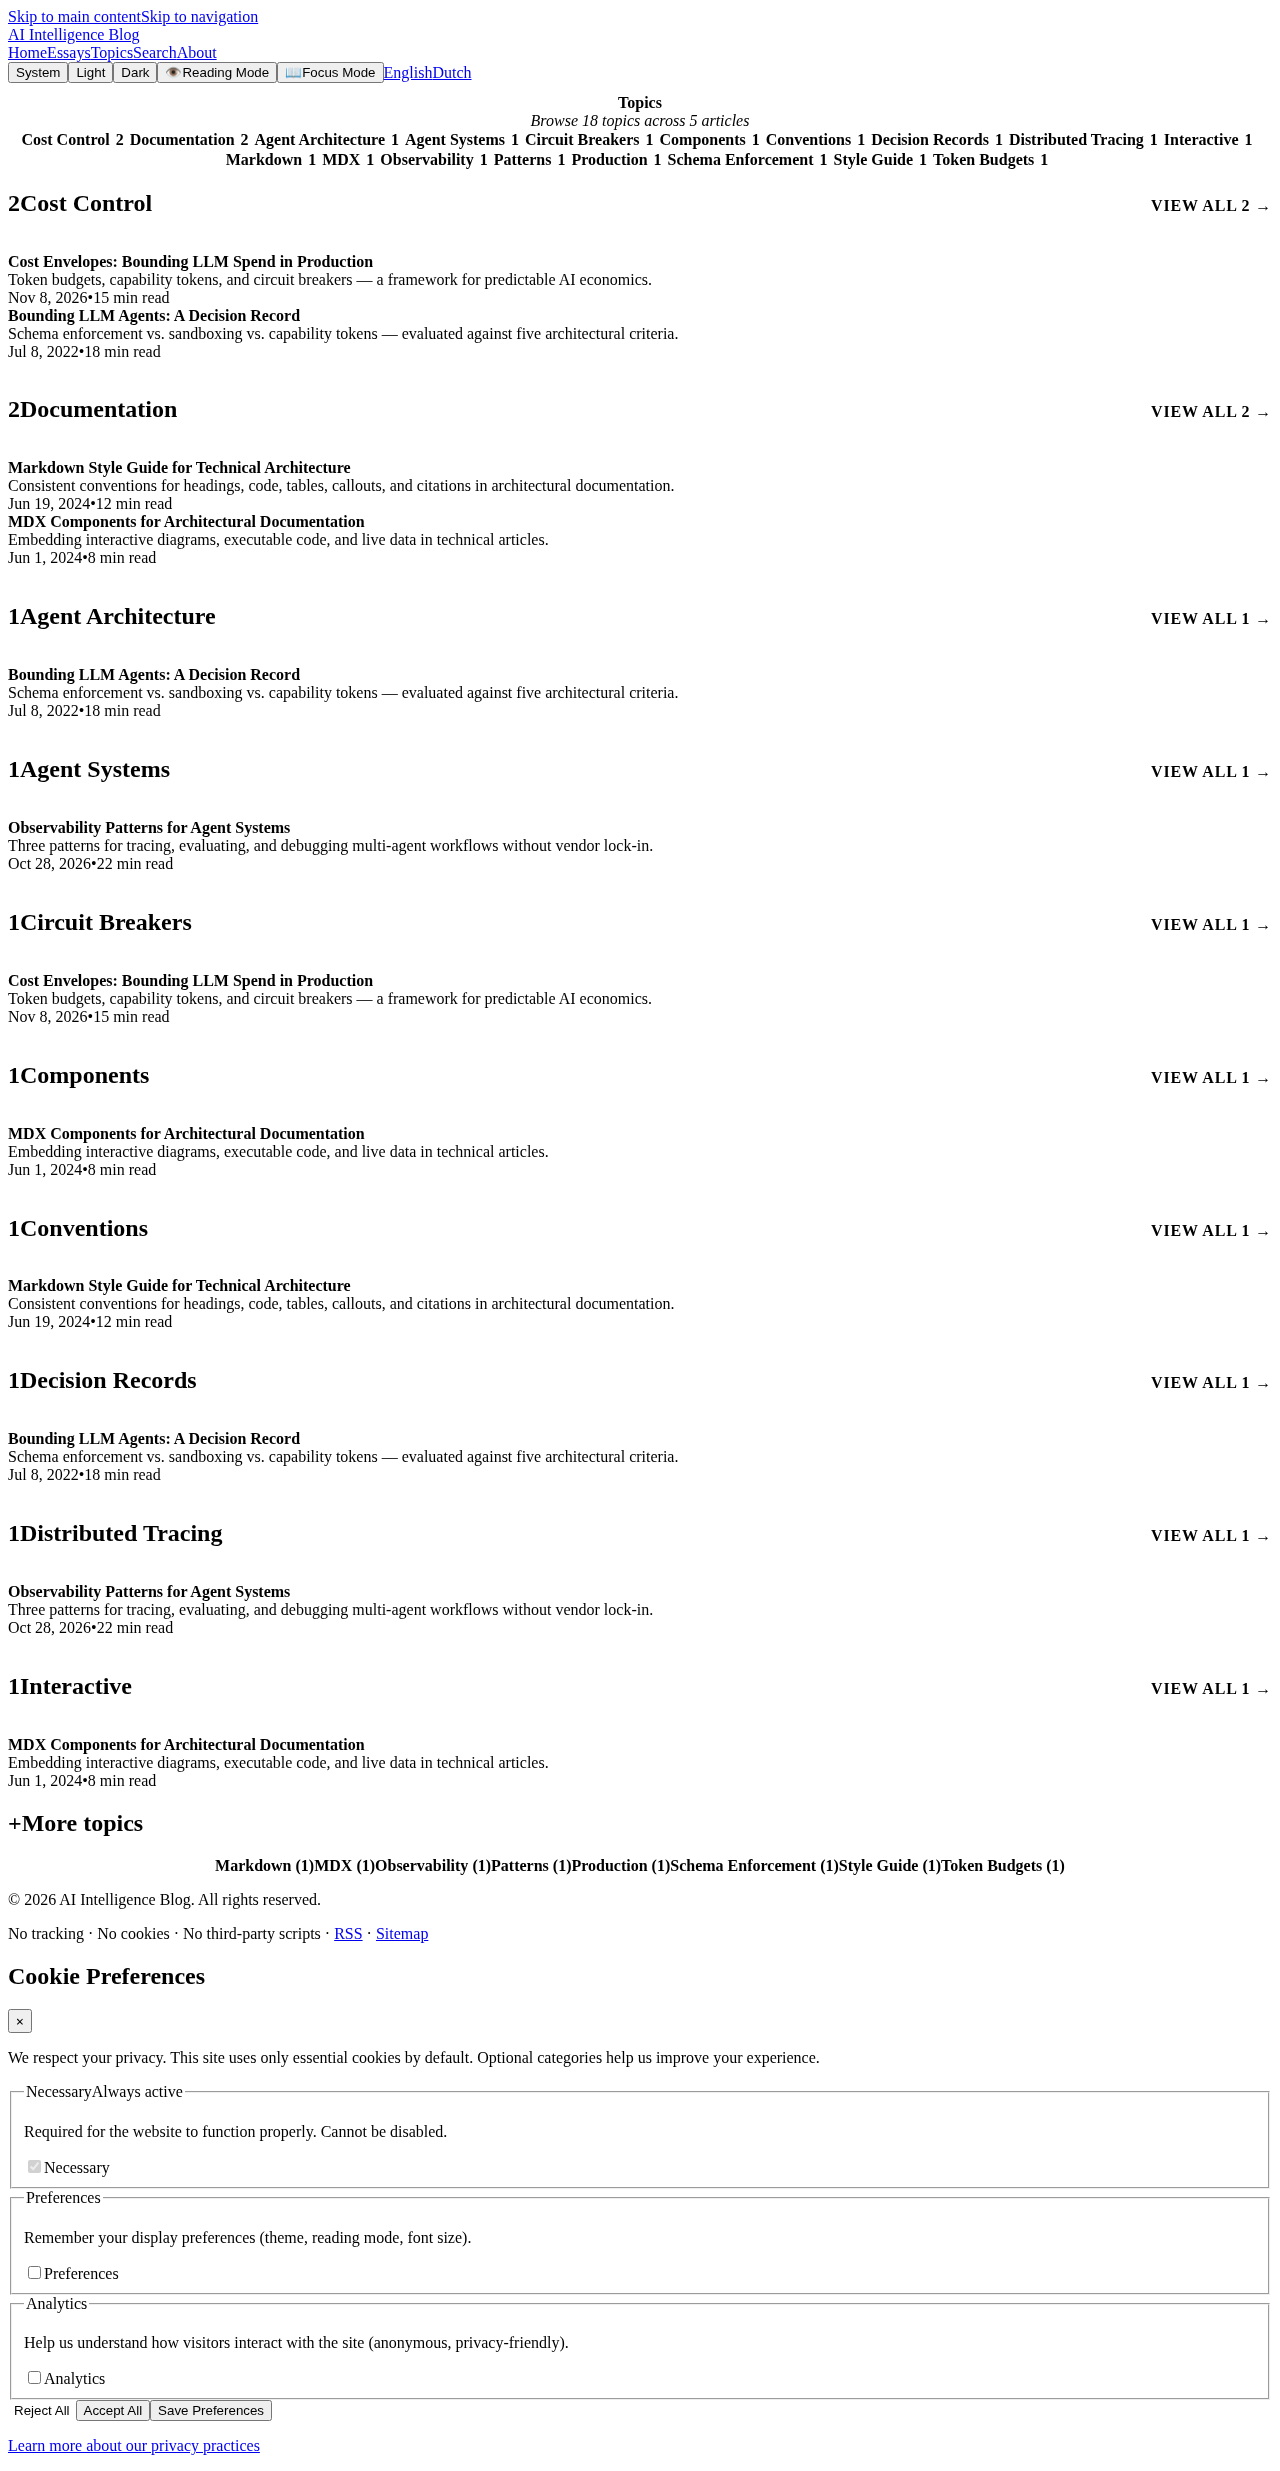 Skip to main contentSkip to navigation
AI Intelligence Blog
HomeEssaysTopicsSearchAbout
System Light Dark 👁️Reading Mode 📖Focus Mode EnglishDutch
Topics
Browse 18 topics across 5 articles
Cost Control 2 Documentation 2 Agent Architecture 1 Agent Systems 1 Circuit Breakers 1 Components 1 Conventions 1 Decision Records 1 Distributed Tracing 1 Interactive 1
Markdown 1 MDX 1 Observability 1 Patterns 1 Production 1 Schema Enforcement 1 Style Guide 1 Token Budgets 1
2Cost Control VIEW ALL 2 →
Cost Envelopes: Bounding LLM Spend in Production
Token budgets, capability tokens, and circuit breakers — a framework for predictable AI economics.
Nov 8, 2026•15 min read
Bounding LLM Agents: A Decision Record
Schema enforcement vs. sandboxing vs. capability tokens — evaluated against five architectural criteria.
Jul 8, 2022•18 min read
2Documentation VIEW ALL 2 →
Markdown Style Guide for Technical Architecture
Consistent conventions for headings, code, tables, callouts, and citations in architectural documentation.
Jun 19, 2024•12 min read
MDX Components for Architectural Documentation
Embedding interactive diagrams, executable code, and live data in technical articles.
Jun 1, 2024•8 min read
1Agent Architecture VIEW ALL 1 →
Bounding LLM Agents: A Decision Record
Schema enforcement vs. sandboxing vs. capability tokens — evaluated against five architectural criteria.
Jul 8, 2022•18 min read
1Agent Systems VIEW ALL 1 →
Observability Patterns for Agent Systems
Three patterns for tracing, evaluating, and debugging multi-agent workflows without vendor lock-in.
Oct 28, 2026•22 min read
1Circuit Breakers VIEW ALL 1 →
Cost Envelopes: Bounding LLM Spend in Production
Token budgets, capability tokens, and circuit breakers — a framework for predictable AI economics.
Nov 8, 2026•15 min read
1Components VIEW ALL 1 →
MDX Components for Architectural Documentation
Embedding interactive diagrams, executable code, and live data in technical articles.
Jun 1, 2024•8 min read
1Conventions VIEW ALL 1 →
Markdown Style Guide for Technical Architecture
Consistent conventions for headings, code, tables, callouts, and citations in architectural documentation.
Jun 19, 2024•12 min read
1Decision Records VIEW ALL 1 →
Bounding LLM Agents: A Decision Record
Schema enforcement vs. sandboxing vs. capability tokens — evaluated against five architectural criteria.
Jul 8, 2022•18 min read
1Distributed Tracing VIEW ALL 1 →
Observability Patterns for Agent Systems
Three patterns for tracing, evaluating, and debugging multi-agent workflows without vendor lock-in.
Oct 28, 2026•22 min read
1Interactive VIEW ALL 1 →
MDX Components for Architectural Documentation
Embedding interactive diagrams, executable code, and live data in technical articles.
Jun 1, 2024•8 min read
+More topics
Markdown (1)MDX (1)Observability (1)Patterns (1)Production (1)Schema Enforcement (1)Style Guide (1)Token Budgets (1)
© 2026 AI Intelligence Blog. All rights reserved.
No tracking · No cookies · No third-party scripts · RSS · Sitemap
Cookie Preferences
×
We respect your privacy. This site uses only essential cookies by default. Optional categories help us improve your experience.
NecessaryAlways active
Required for the website to function properly. Cannot be disabled.
Necessary
Preferences
Remember your display preferences (theme, reading mode, font size).
Preferences
Analytics
Help us understand how visitors interact with the site (anonymous, privacy-friendly).
Analytics
Reject All Accept All Save Preferences
Learn more about our privacy practices